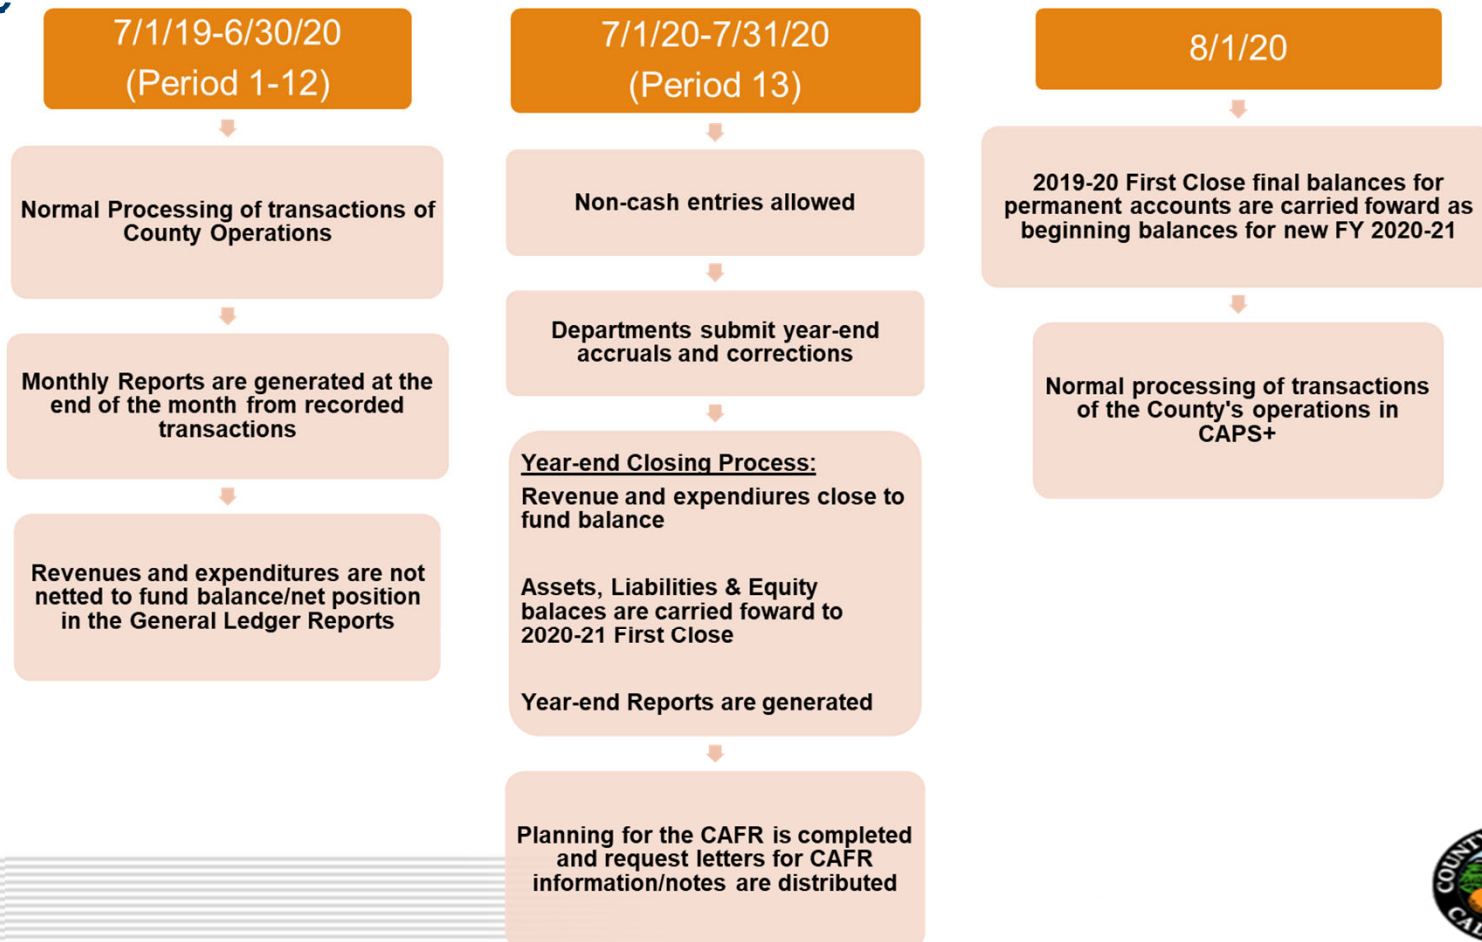 7/1/19-6/30/20
(Period 1-12)
Normal Processing of transactions of
County Operations
Monthly Reports are generated at the
end of the month from recorded
transactions
Revenues and expenditures are not
netted to fund balance/net position
in the General Ledger Reports
7/1/20-7/31/20
(Period 13)
Non-cash entries allowed
Departments submit year-end
accruals and corrections
Year-end Closing Process:
Revenue and expendiures close to
fund balance
Assets, Liabilities & Equity
balaces are carried foward to
2020-21 First Close
Year-end Reports are generated
Planning for the CAFR is completed
and request letters for CAFR
information/notes are distributed
8/1/20
2019-20 First Close final balances for
permanent accounts are carried foward as
beginning balances for new FY 2020-21
Normal processing of transactions
of the County's operations in
CAPS+
COUNTY